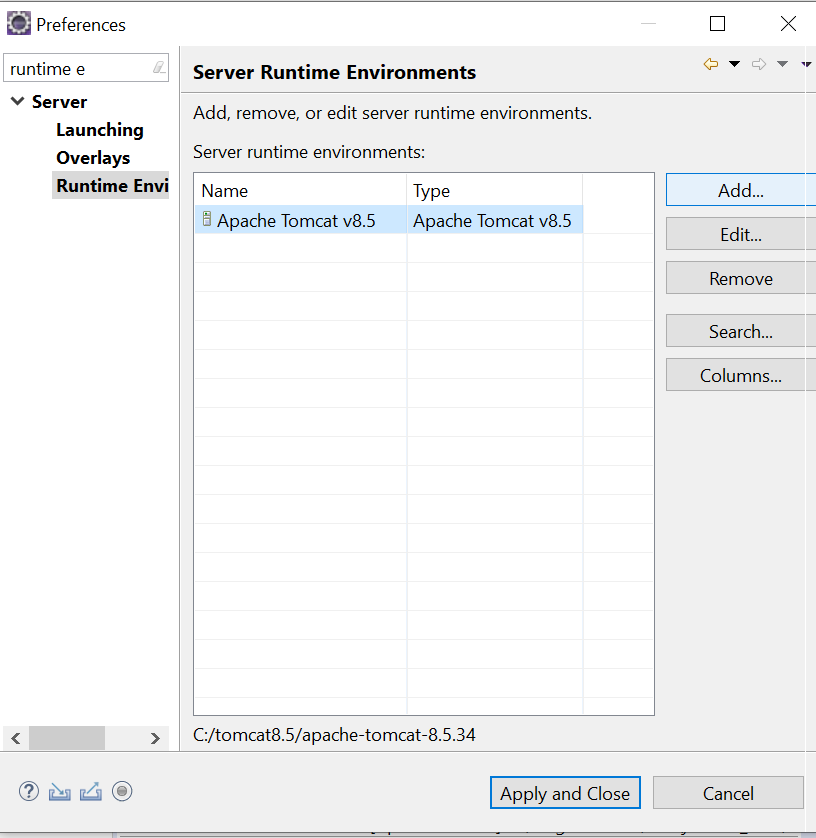 Preferences
runtime e
Server
Launching
Overlays
Runtime Envi
Server Runtime Environments
Add, remove, or edit server runtime environments.
Server runtime environments:
Name Type
Apache Tomcat v8.5 Apache Tomcat v8.5
Add...
Edit...
Remove
Search...
Columns...
C:/tomcat8.5/apache-tomcat-8.5.34
Apply and Close Cancel